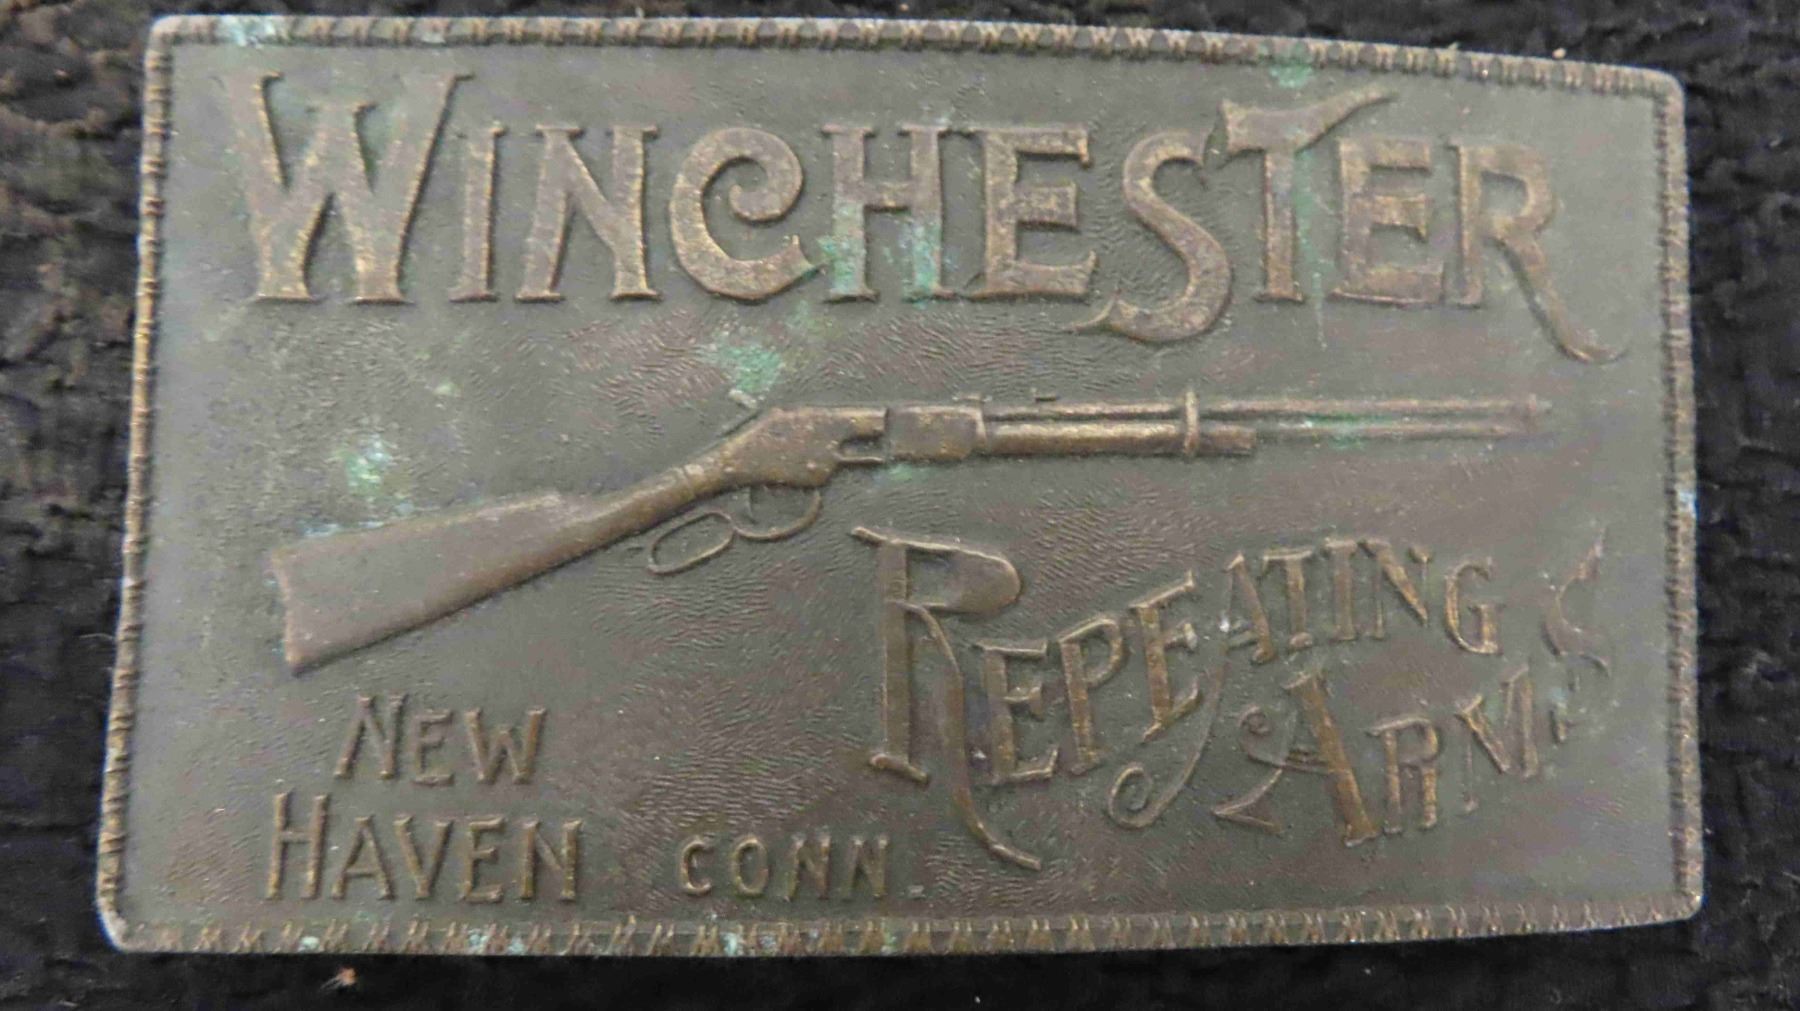 WINCHESTER
REPEATING
ARMS
NEW
HAVEN CONN